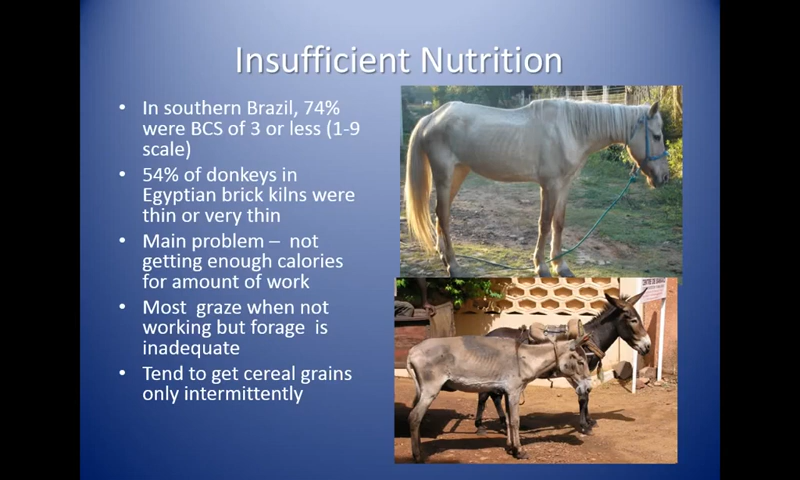 Insufficient Nutrition
• In southern Brazil, 74%
were BCS of 3 or less (1-9
scale)
• 54% of donkeys in
Egyptian brick kilns were
thin or very thin
• Main problem – not
getting enough calories
for amount of work
• Most graze when not
working but forage is
inadequate
• Tend to get cereal grains
only intermittently